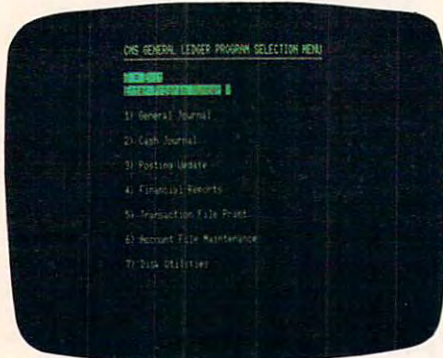 CMS GENERAL LEDGER PROGRAM SELECTION MENU
1) General Journal
2) Cash Journal
3) Posting Update
4) Financial Reports
5) Transaction File Print
6) Account File Maintenance
7) Disk Utilities